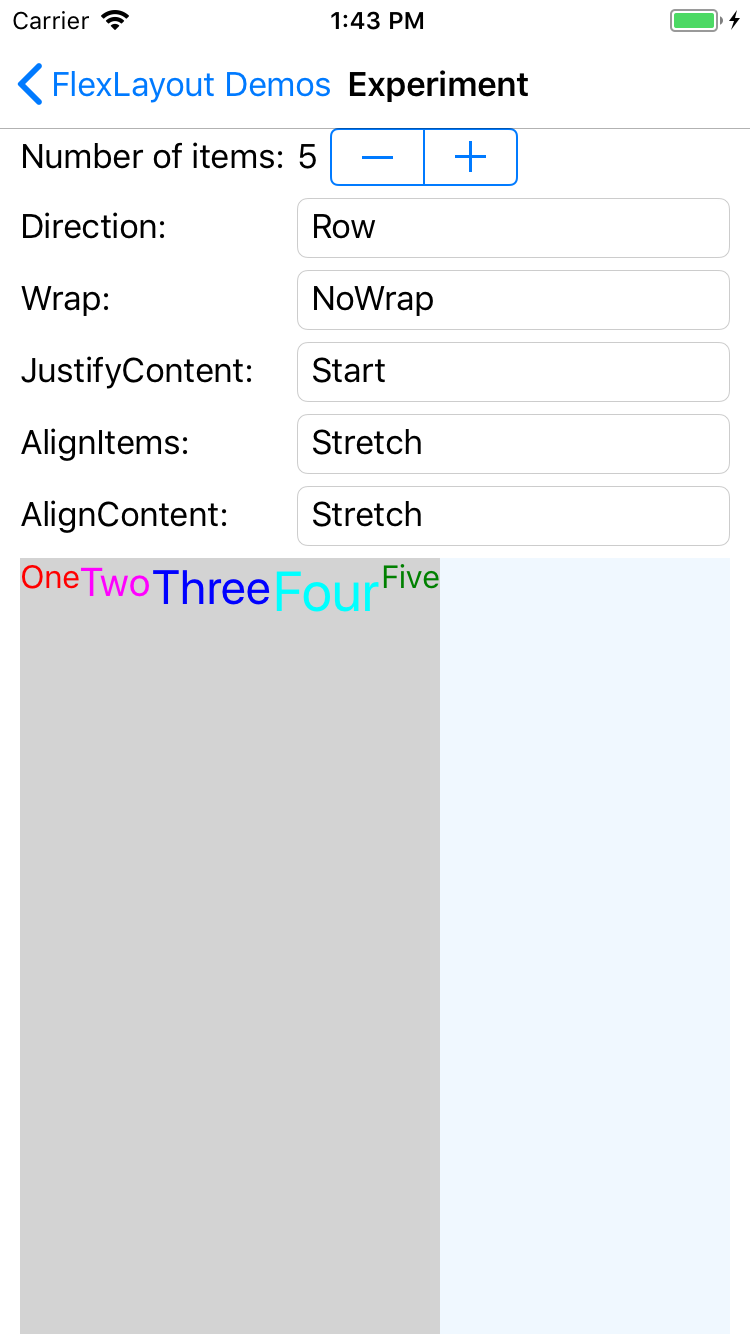 Carrier 1:43 PM
FlexLayout Demos Experiment
Number of items: 5 − +
Direction: Row
Wrap: NoWrap
JustifyContent: Start
AlignItems: Stretch
AlignContent: Stretch
OneTwoThreeFourFive